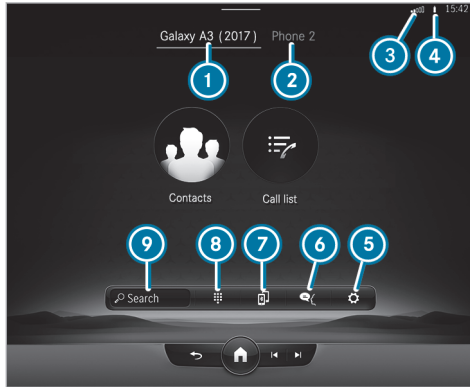 15:42
Galaxy A3 (2017) Phone 2
3 4
1 2
Contacts Call list
9 8 7 6 5
Search